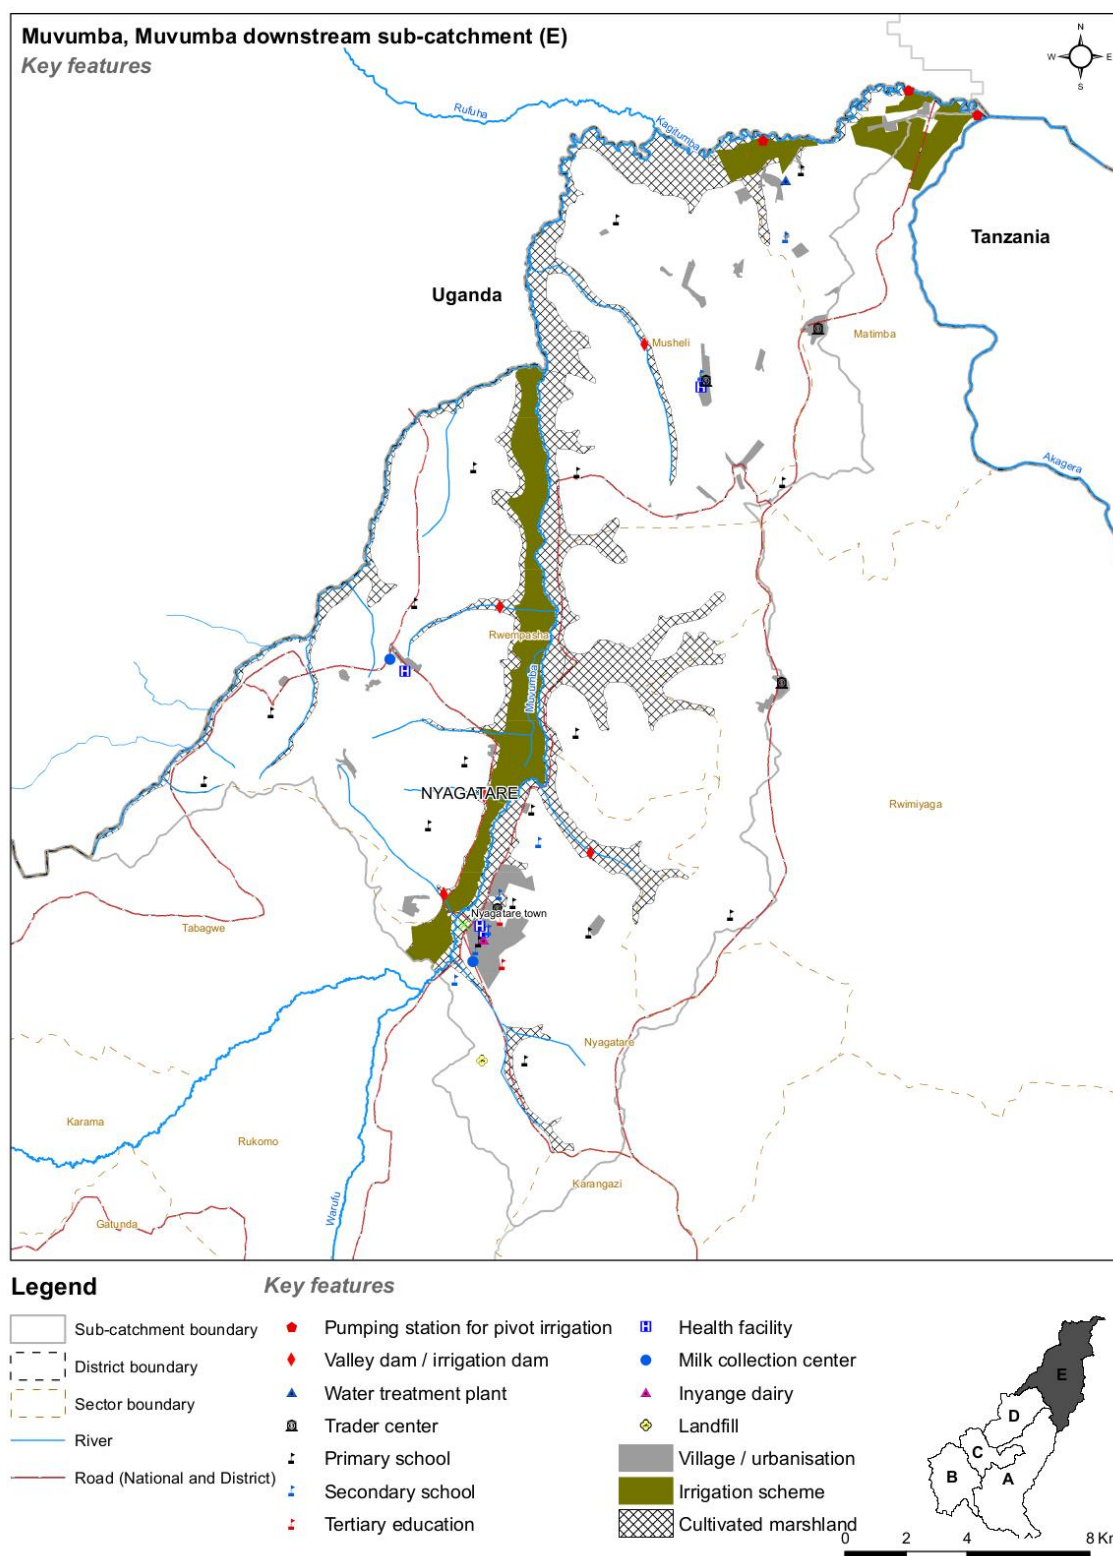 Muvumba, Muvumba downstream sub-catchment (E)
Key features
N
W
E
S
Rufuha
Kagitumba
Tanzania
Uganda
Matimba
Musheli
Akagera
Rwempasha
Muvumba
NYAGATARE
Rwimiyaga
Nyagatare town
Tabagwe
Nyagatare
Karama
Rukomo
Karangazi
Warufu
Gatunda
Legend
Key features
Sub-catchment boundary
District boundary
Sector boundary
River
Road (National and District)
Pumping station for pivot irrigation
Valley dam / irrigation dam
Water treatment plant
Trader center
Primary school
Secondary school
Tertiary education
H Health facility
Milk collection center
Inyange dairy
Landfill
Village / urbanisation
Irrigation scheme
Cultivated marshland
E
D
C
B
A
0 2 4 8 Km